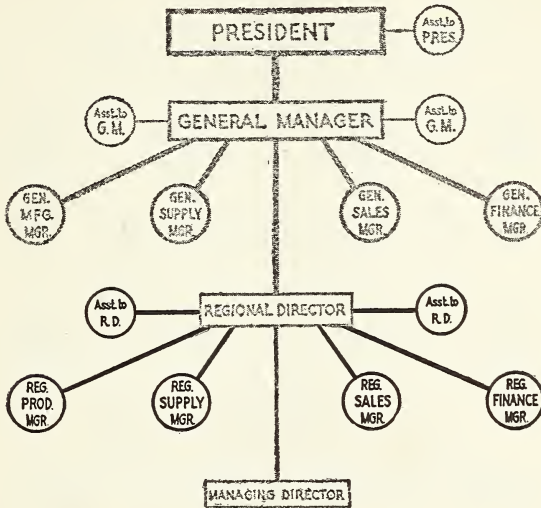 PRESIDENT
Asst. to
PRES.
Asst. to
G.M.
GENERAL MANAGER
Asst. to
G.M.
GEN.
MFG.
MGR.
GEN.
SUPPLY
MGR.
GEN.
SALES
MGR.
GEN.
FINANCE
MGR.
Asst. to
R.D.
REGIONAL DIRECTOR
Asst. to
R.D.
REG.
PROD.
MGR.
REG.
SUPPLY
MGR.
REG.
SALES
MGR.
REG.
FINANCE
MGR.
MANAGING DIRECTOR